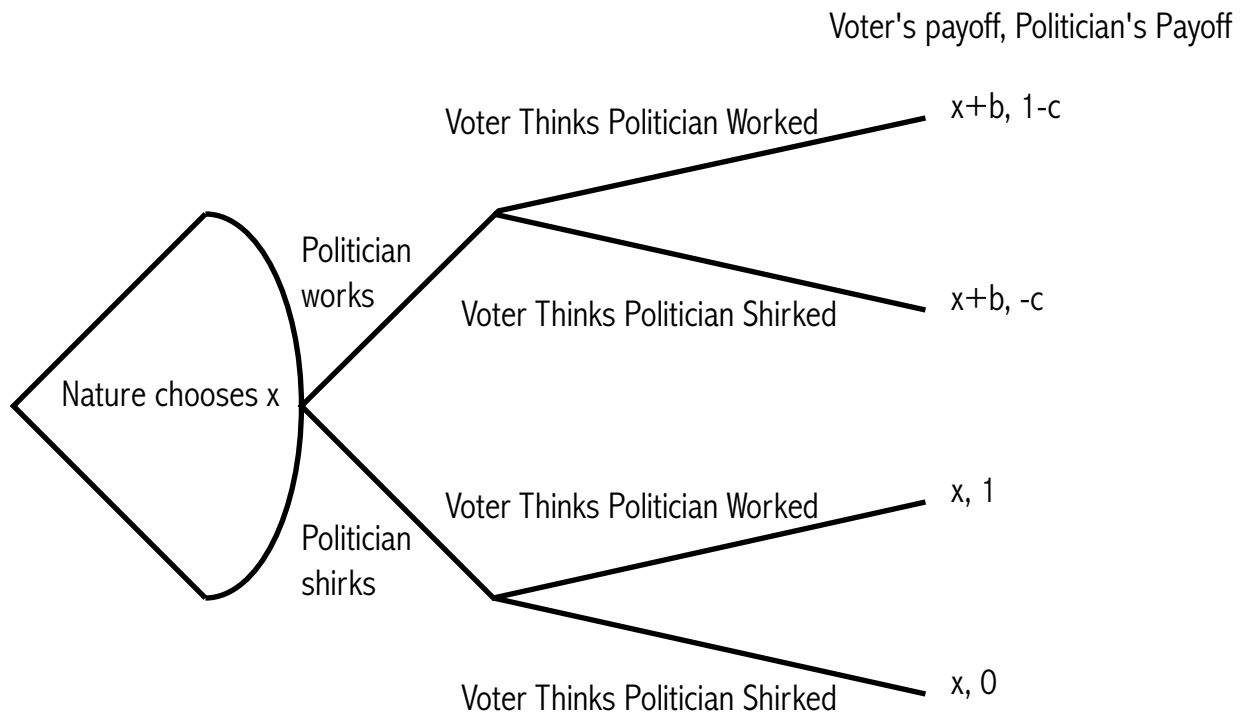 Voter's payoff, Politician's Payoff
Voter Thinks Politician Worked
x+b, 1-c
Politician
works
Voter Thinks Politician Shirked
x+b, -c
Nature chooses x
Voter Thinks Politician Worked
x, 1
Politician
shirks
Voter Thinks Politician Shirked
x, 0